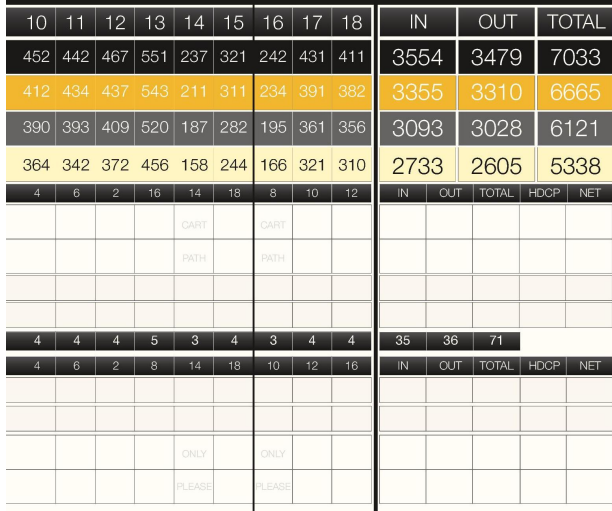 10 11 12 13 14 15 16 17 18 IN OUT TOTAL
452 442 467 551 237 321 242 431 411 3554 3479 7033
412 434 437 543 211 311 234 391 382 3355 3310 6665
390 393 409 520 187 282 195 361 356 3093 3028 6121
364 342 372 456 158 244 166 321 310 2733 2605 5338
4 6 2 16 14 18 8 10 12 IN OUT TOTAL HDCP NET
CART CART
PATH PATH
4 4 4 5 3 4 3 4 4 35 36 71
4 6 2 8 14 18 10 12 16 IN OUT TOTAL HDCP NET
ONLY ONLY
PLEASE PLEASE